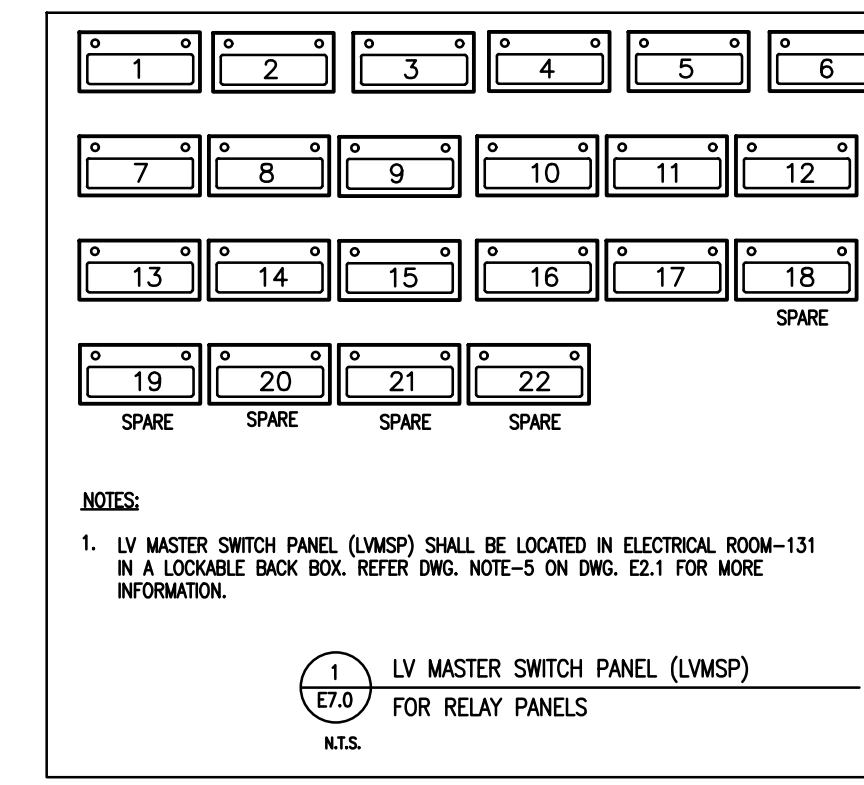 1 2 3 4 5 6
7 8 9 10 11 12
13 14 15 16 17 18
SPARE
19 20 21 22
SPARE SPARE SPARE SPARE
NOTES:
1. LV MASTER SWITCH PANEL (LVMSP) SHALL BE LOCATED IN ELECTRICAL ROOM-131
IN A LOCKABLE BACK BOX. REFER DWG. NOTE-5 ON DWG. E2.1 FOR MORE
INFORMATION.
1 LV MASTER SWITCH PANEL (LVMSP)
E7.0 FOR RELAY PANELS
N.T.S.